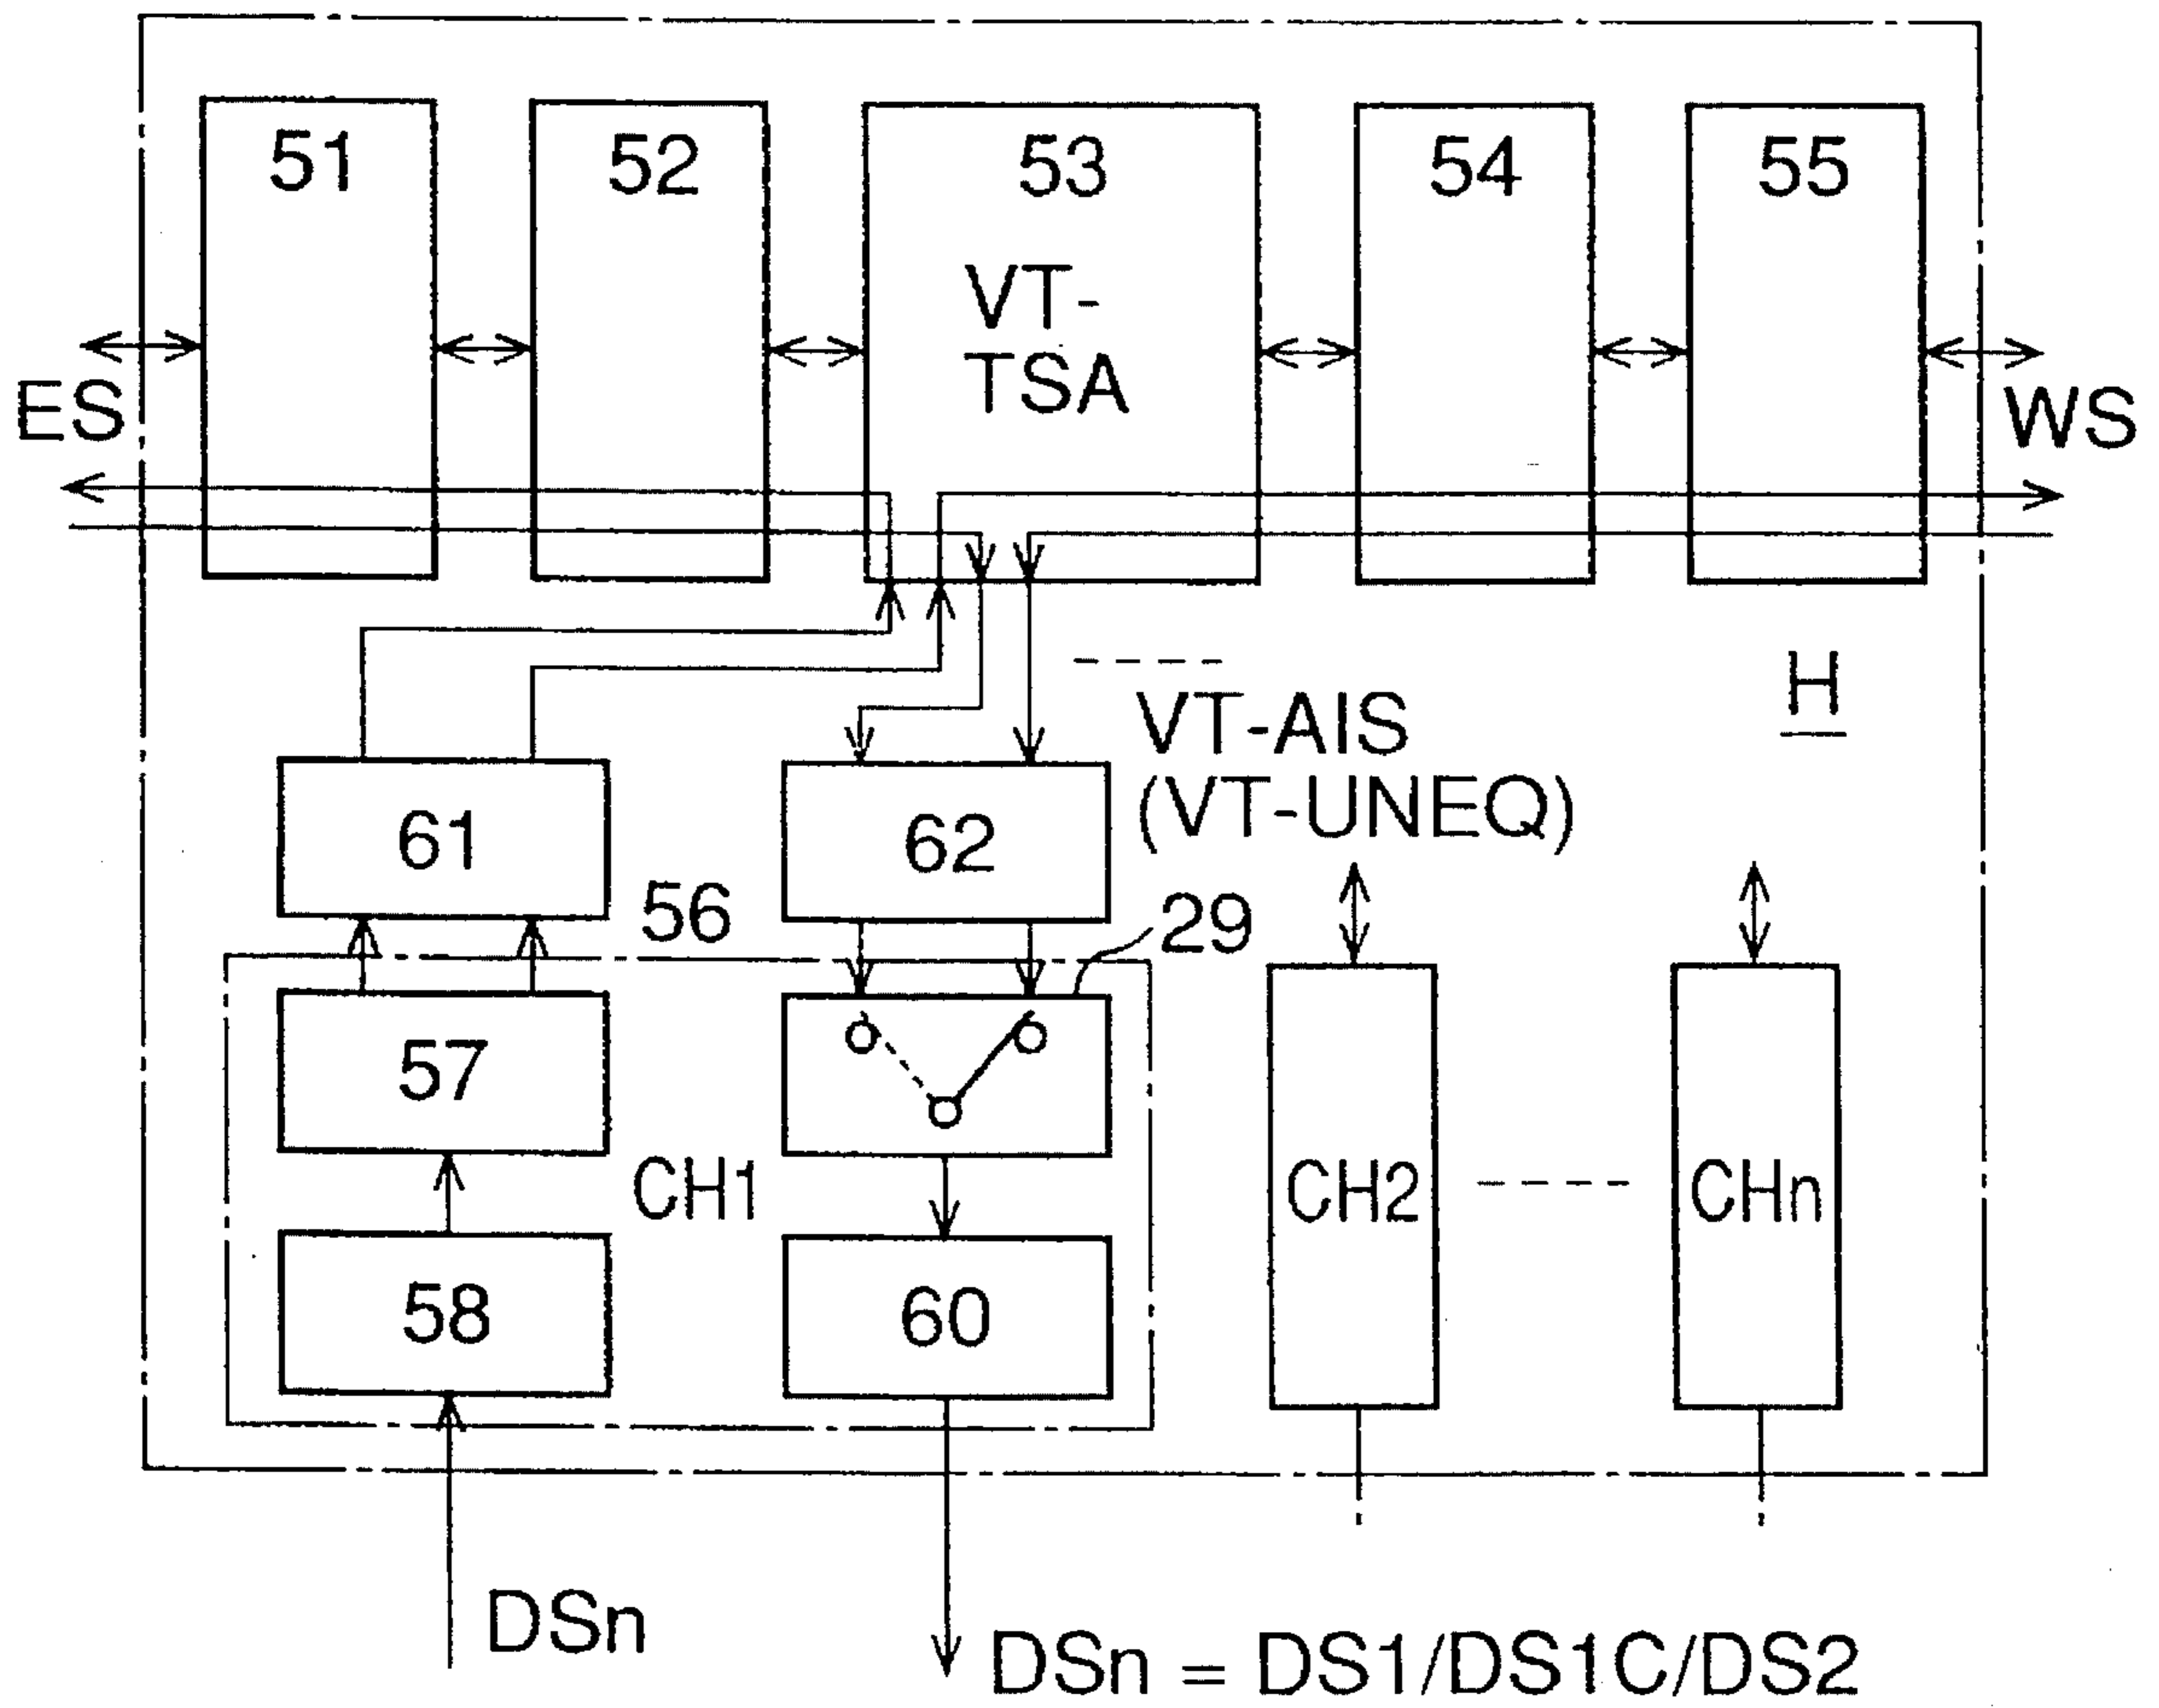 51
52
53
54
55
VT-
TSA
ES
WS
VT-AIS
(VT-UNEQ)
H
61
62
56
29
57
CH1
CH2
CHn
58
60
DSn
DSn = DS1/DS1C/DS2